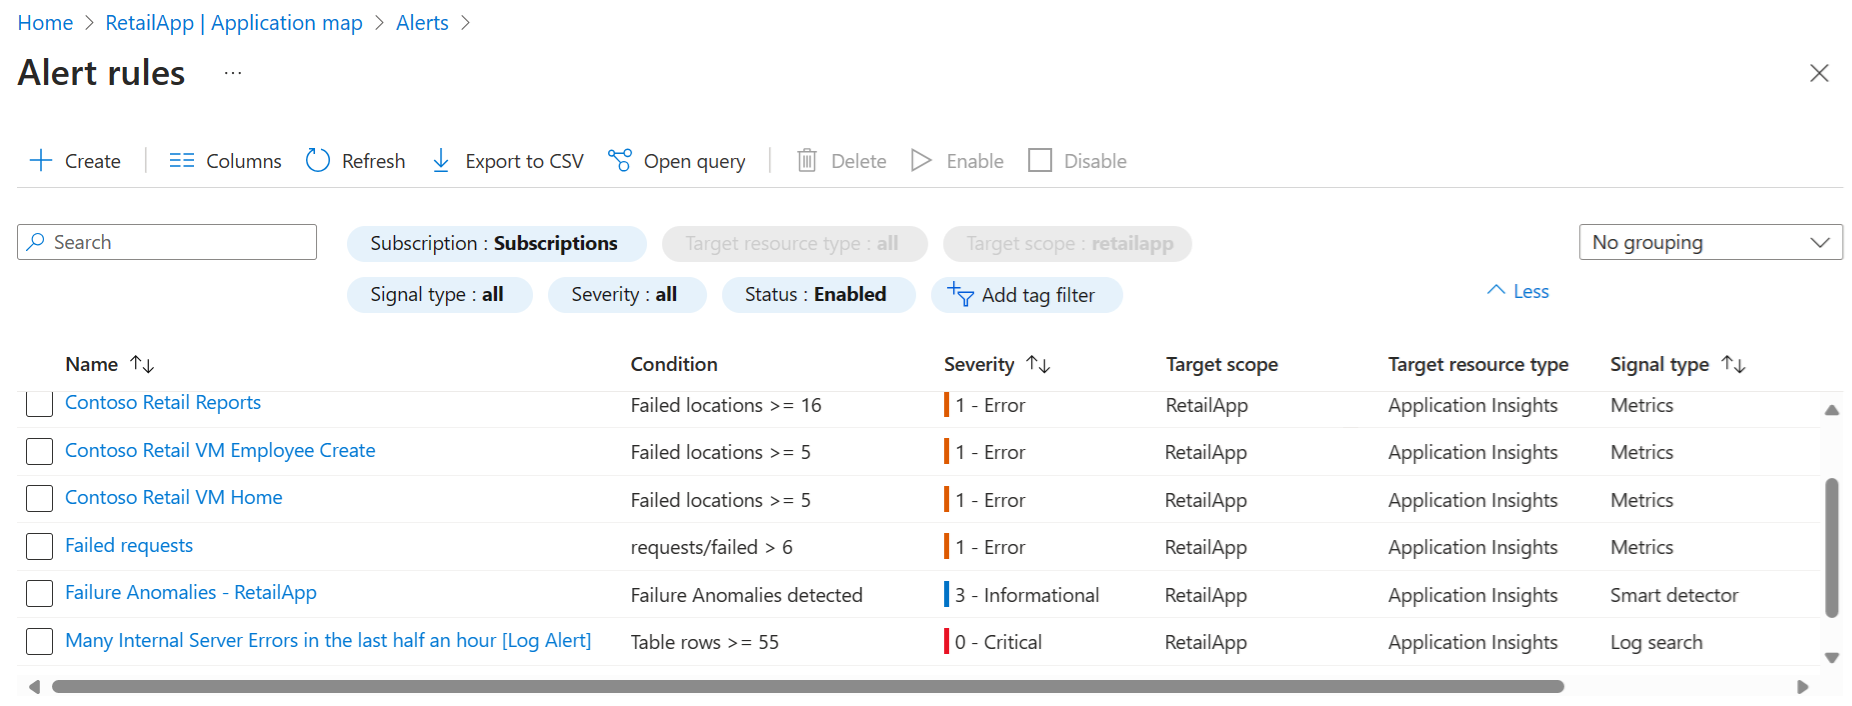 Home > RetailApp | Application map > Alerts >
Alert rules ...
Create Columns Refresh Export to CSV Open query Delete Enable Disable
Search Subscription : Subscriptions Target resource type : all Target scope : retailapp No grouping
Signal type : all Severity : all Status : Enabled Add tag filter Less
Name Condition Severity Target scope Target resource type Signal type
Contoso Retail Reports Failed locations >= 16 1 - Error RetailApp Application Insights Metrics
Contoso Retail VM Employee Create Failed locations >= 5 1 - Error RetailApp Application Insights Metrics
Contoso Retail VM Home Failed locations >= 5 1 - Error RetailApp Application Insights Metrics
Failed requests requests/failed > 6 1 - Error RetailApp Application Insights Metrics
Failure Anomalies - RetailApp Failure Anomalies detected 3 - Informational RetailApp Application Insights Smart detector
Many Internal Server Errors in the last half an hour [Log Alert] Table rows >= 55 0 - Critical RetailApp Application Insights Log search